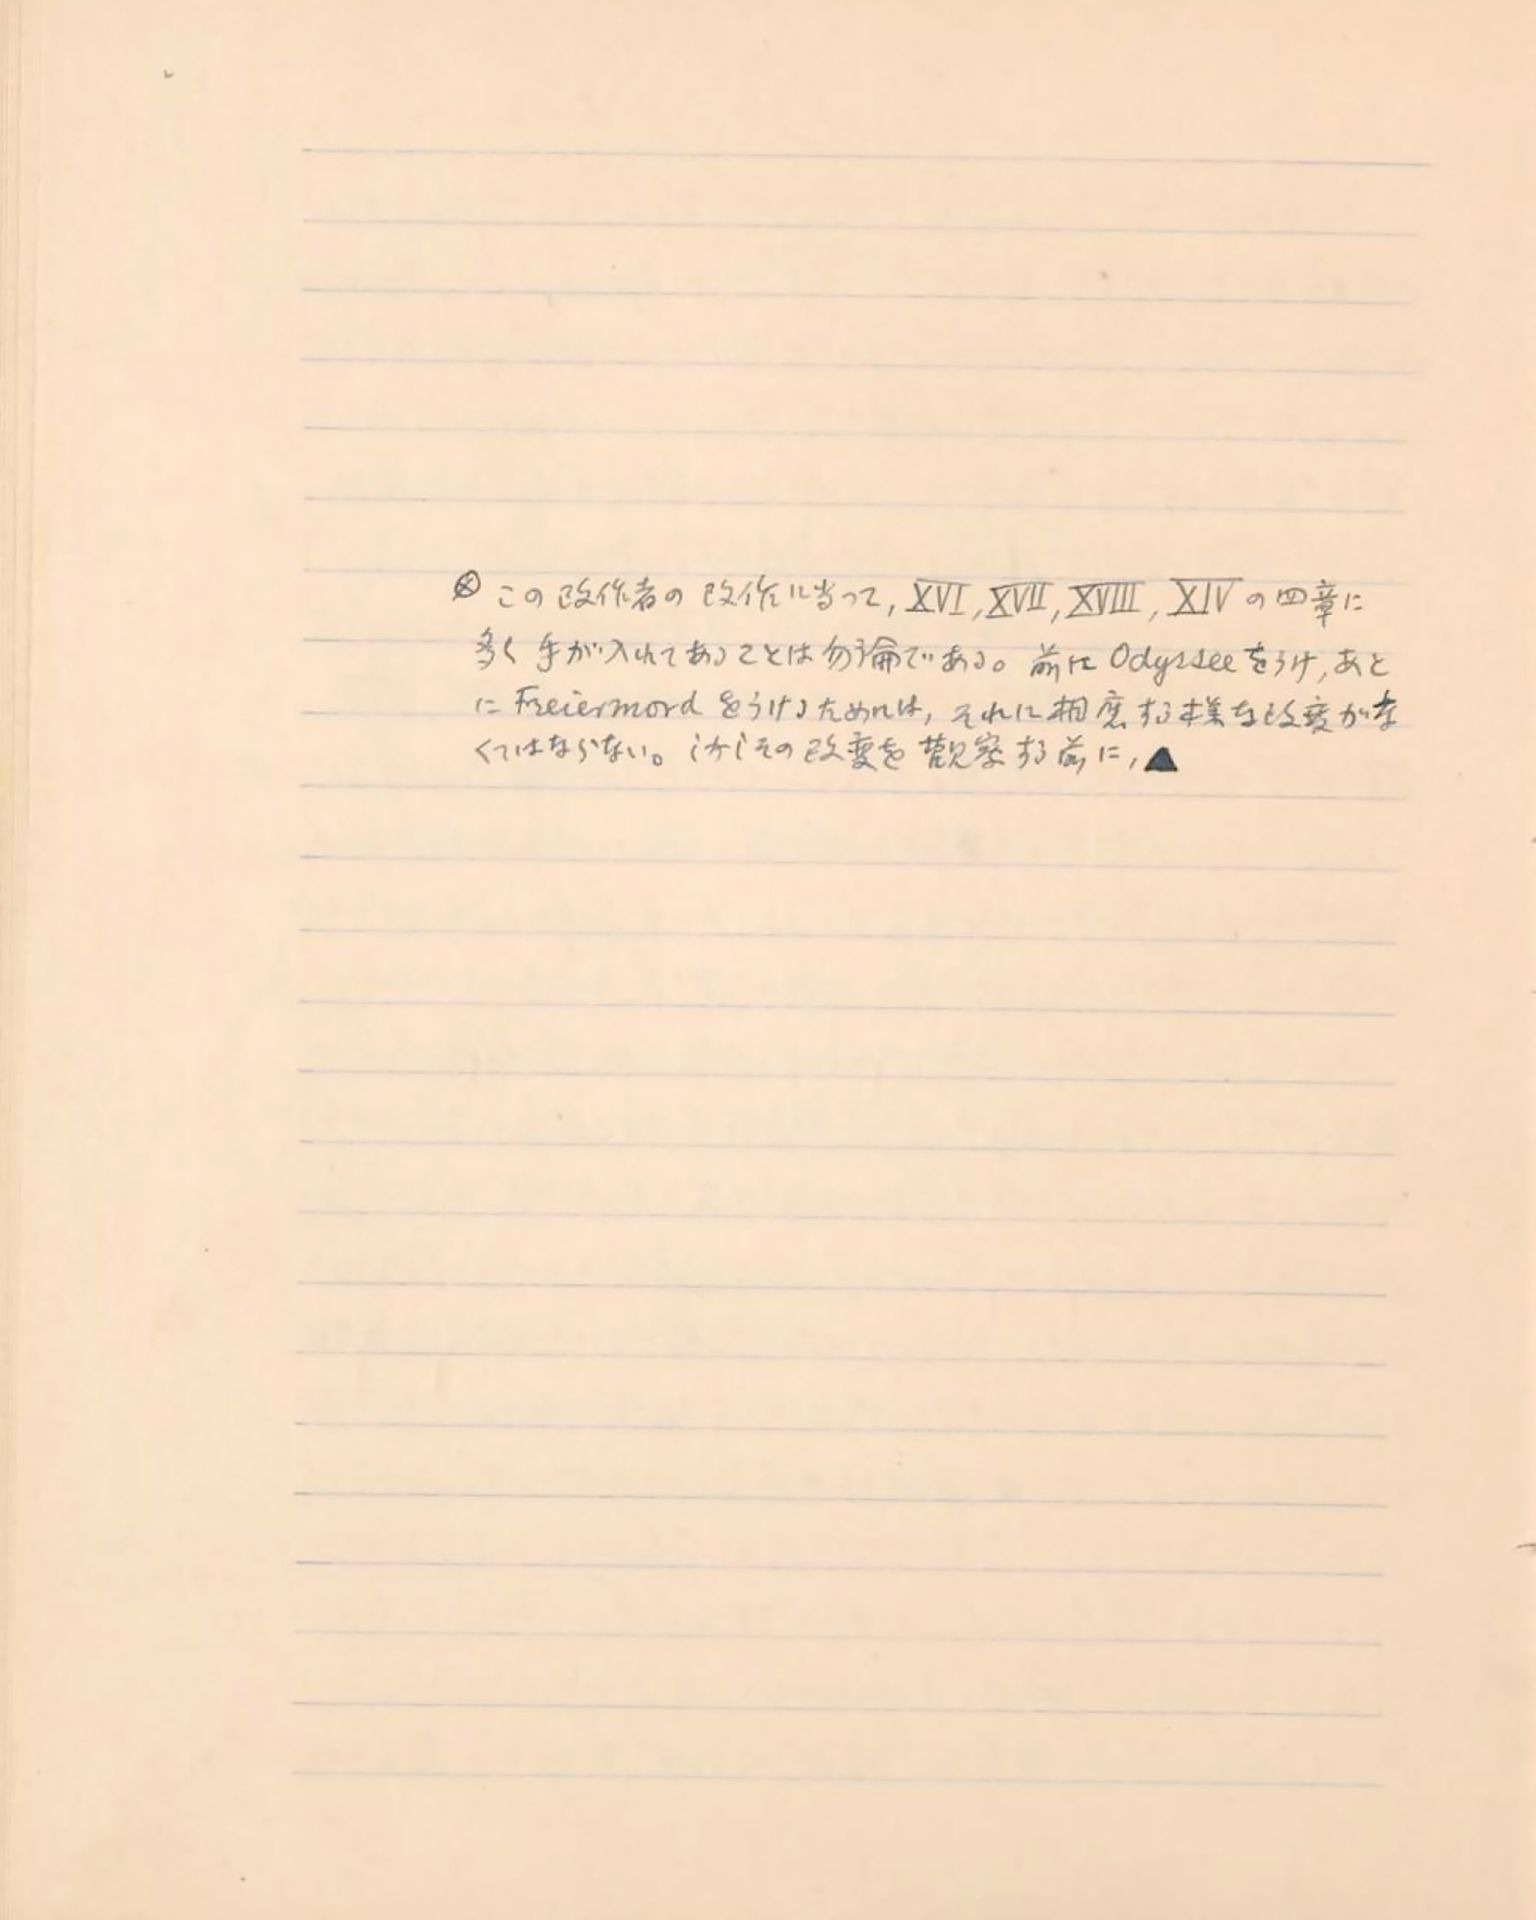 ⓧ この改作者の改作に当って, XVI, XVII, XVIII, XIV の四章に
多く手が入れてあることは勿論である。前に Odyssee をうけ, あと
に Freiermord をうけるためには, それに相應する様な改変がな
くてはならない。しかしその改変を観察する前に, ▲